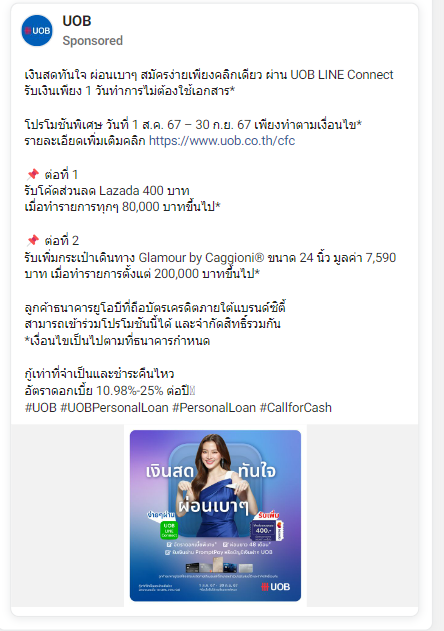 UOB
UOB
Sponsored
เงินสดทันใจ ผ่อนเบาๆ สมัครง่ายเพียงคลิกเดียว ผ่าน UOB LINE Connect
รับเงินเพียง 1 วันทำการไม่ต้องใช้เอกสาร*
โปรโมชันพิเศษ วันที่ 1 ส.ค. 67 – 30 ก.ย. 67 เพียงทำตามเงื่อนไข*
รายละเอียดเพิ่มเติมคลิก https://www.uob.co.th/cfc
📌 ต่อที่ 1
รับโค้ดส่วนลด Lazada 400 บาท
เมื่อทำรายการทุกๆ 80,000 บาทขึ้นไป*
📌 ต่อที่ 2
รับเพิ่มกระเป๋าเดินทาง Glamour by Caggioni® ขนาด 24 นิ้ว มูลค่า 7,590
บาท เมื่อทำรายการตั้งแต่ 200,000 บาทขึ้นไป*
ลูกค้าธนาคารยูโอบีที่ถือบัตรเครดิตภายใต้แบรนด์ซิตี้
สามารถเข้าร่วมโปรโมชันนี้ได้ และจำกัดสิทธิ์รวมกัน
*เงื่อนไขเป็นไปตามที่ธนาคารกำหนด
กู้เท่าที่จำเป็นและชำระคืนไหว
อัตราดอกเบี้ย 10.98%-25% ต่อปี
#UOB #UOBPersonalLoan #PersonalLoan #CallforCash
เงินสด ทันใจ
ผ่อนเบาๆ
ง่ายๆผ่าน
UOB
LINE
Connect
รับเพิ่ม
400.-
UOB